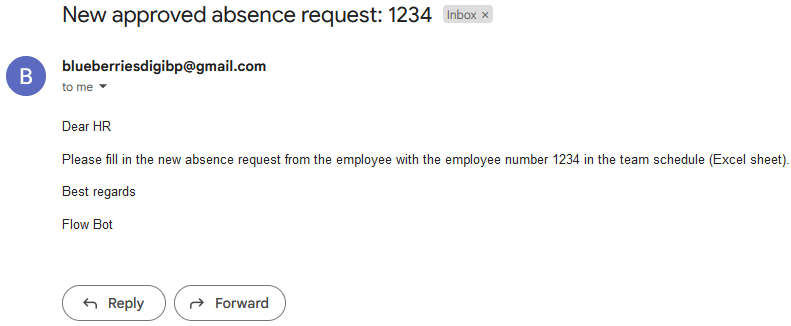 New approved absence request: 1234 Inbox ×
B
blueberriesdigibp@gmail.com
to me
Dear HR
Please fill in the new absence request from the employee with the employee number 1234 in the team schedule (Excel sheet).
Best regards
Flow Bot
Reply Forward